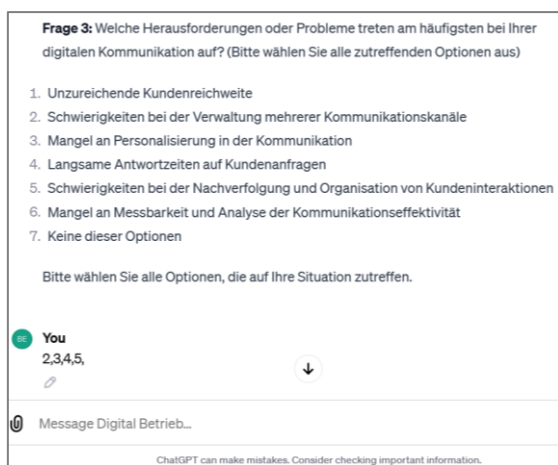 Frage 3: Welche Herausforderungen oder Probleme treten am häufigsten bei Ihrer
digitalen Kommunikation auf? (Bitte wählen Sie alle zutreffenden Optionen aus)
1. Unzureichende Kundenreichweite
2. Schwierigkeiten bei der Verwaltung mehrerer Kommunikationskanäle
3. Mangel an Personalisierung in der Kommunikation
4. Langsame Antwortzeiten auf Kundenanfragen
5. Schwierigkeiten bei der Nachverfolgung und Organisation von Kundeninteraktionen
6. Mangel an Messbarkeit und Analyse der Kommunikationseffektivität
7. Keine dieser Optionen
Bitte wählen Sie alle Optionen, die auf Ihre Situation zutreffen.
BE You
2,3,4,5,
Message Digital Betrieb...
ChatGPT can make mistakes. Consider checking important information.